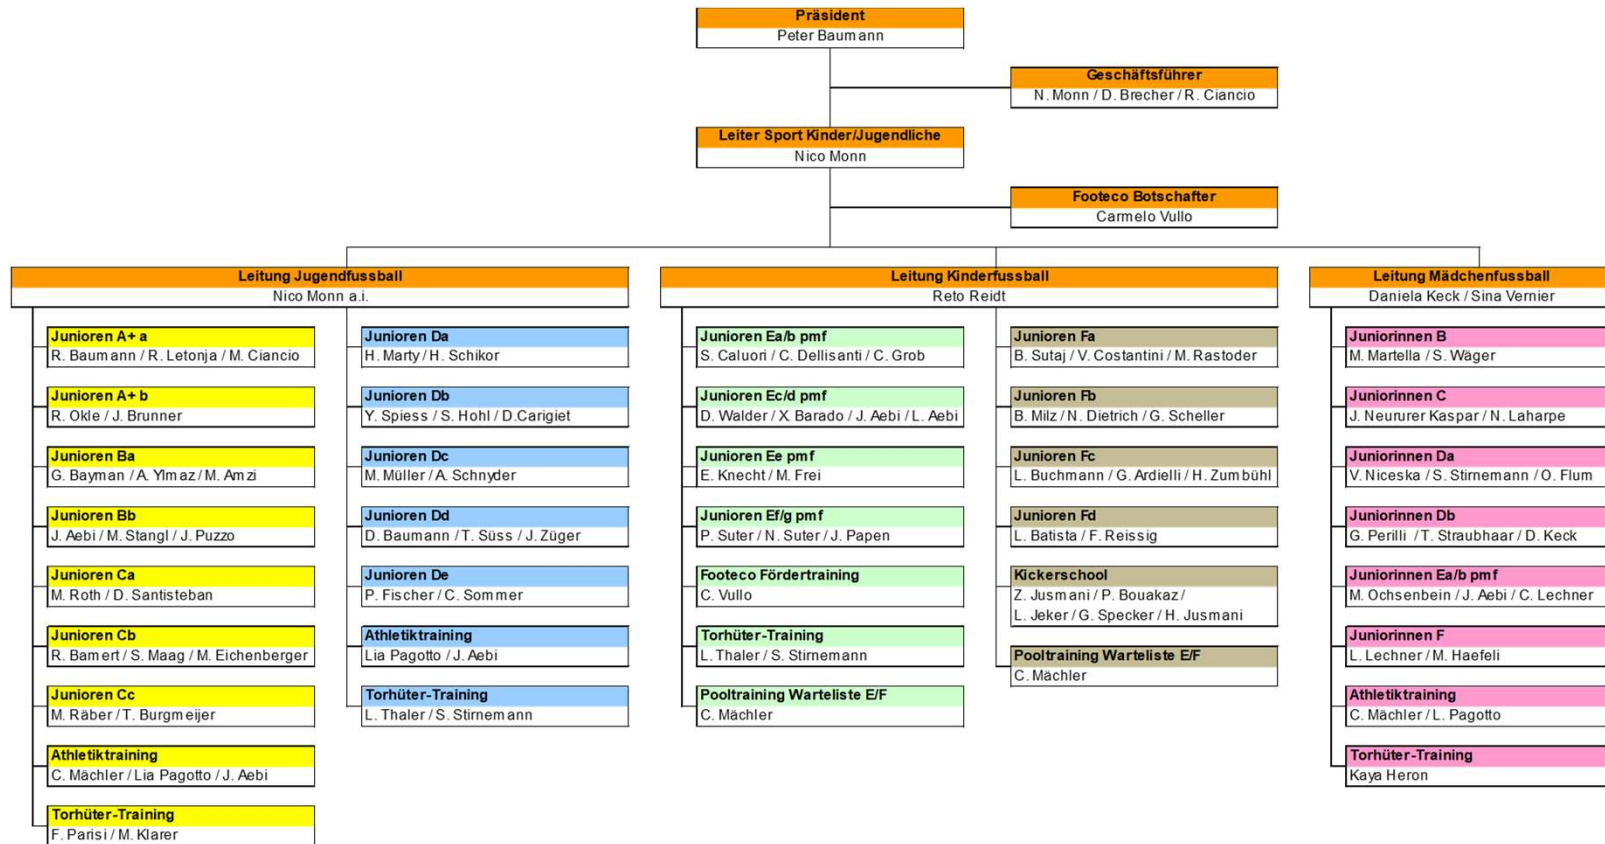 Präsident
Peter Baumann
Geschäftsführer
N. Monn / D. Brecher / R. Ciancio
Leiter Sport Kinder/Jugendliche
Nico Monn
Footeco Botschafter
Carmelo Vullo
Leitung Jugendfussball
Nico Monn a.i.
Junioren A+ a
R. Baumann / R. Letonja / M. Ciancio
Junioren A+ b
R. Okle / J. Brunner
Junioren Ba
G. Bayman / A. Ylmaz / M. Amzi
Junioren Bb
J. Aebi / M. Stangl / J. Puzzo
Junioren Ca
M. Roth / D. Santisteban
Junioren Cb
R. Bamert / S. Maag / M. Eichenberger
Junioren Cc
M. Räber / T. Burgmeijer
Athletiktraining
C. Mächler / Lia Pagotto / J. Aebi
Torhüter-Training
F. Parisi / M. Klarer
Junioren Da
H. Marty / H. Schikor
Junioren Db
Y. Spiess / S. Hohl / D.Carigiet
Junioren Dc
M. Müller / A. Schnyder
Junioren Dd
D. Baumann / T. Süss / J. Züger
Junioren De
P. Fischer / C. Sommer
Athletiktraining
Lia Pagotto / J. Aebi
Torhüter-Training
L. Thaler / S. Stirnemann
Leitung Kinderfussball
Reto Reidt
Junioren Ea/b pmf
S. Caluori / C. Dellisanti / C. Grob
Junioren Ec/d pmf
D. Walder / X. Barado / J. Aebi / L. Aebi
Junioren Ee pmf
E. Knecht / M. Frei
Junioren Ef/g pmf
P. Suter / N. Suter / J. Papen
Footeco Fördertraining
C. Vullo
Torhüter-Training
L. Thaler / S. Stirnemann
Pooltraining Warteliste E/F
C. Mächler
Junioren Fa
B. Sutaj / V. Costantini / M. Rastoder
Junioren Fb
B. Milz / N. Dietrich / G. Scheller
Junioren Fc
L. Buchmann / G. Ardielli / H. Zumbühl
Junioren Fd
L. Batista / F. Reissig
Kickerschool
Z. Jusmani / P. Bouakaz /
L. Jeker / G. Specker / H. Jusmani
Pooltraining Warteliste E/F
C. Mächler
Leitung Mädchenfussball
Daniela Keck / Sina Vernier
Juniorinnen B
M. Martella / S. Wäger
Juniorinnen C
J. Neururer Kaspar / N. Laharpe
Juniorinnen Da
V. Niceska / S. Stirnemann / O. Flum
Juniorinnen Db
G. Perilli / T. Straubhaar / D. Keck
Juniorinnen Ea/b pmf
M. Ochsenbein / J. Aebi / C. Lechner
Juniorinnen F
L. Lechner / M. Haefeli
Athletiktraining
C. Mächler / L. Pagotto
Torhüter-Training
Kaya Heron